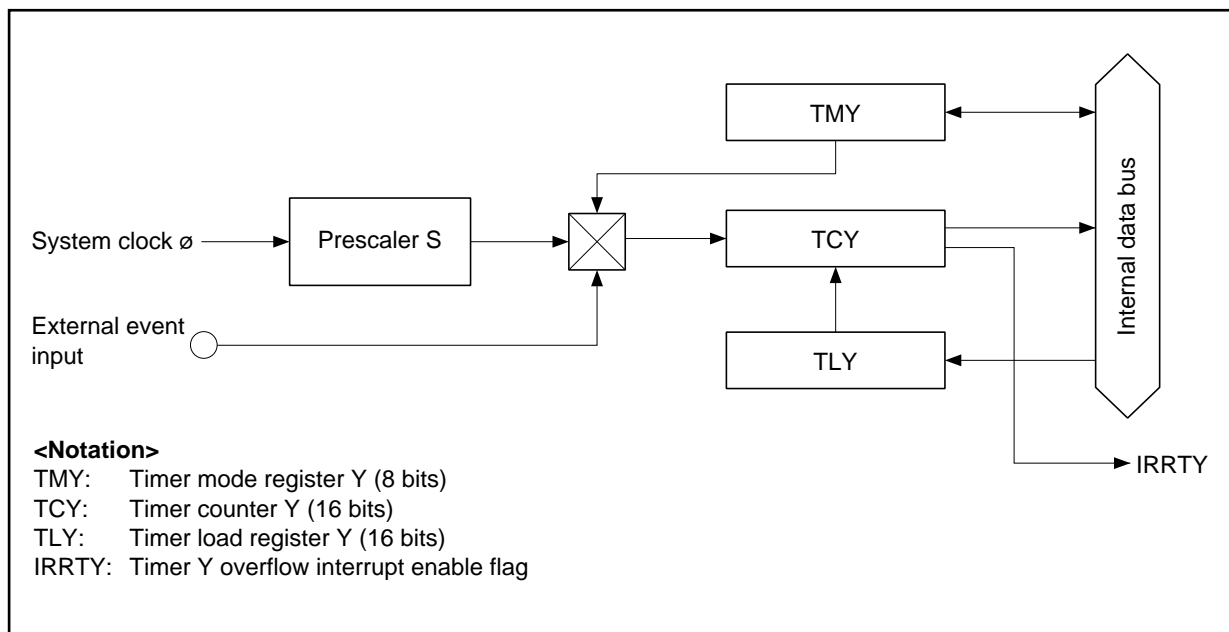 TMY
System clock ø
Prescaler S
TCY
Internal data bus
External event
input
TLY
IRRTY
<Notation>
TMY: Timer mode register Y (8 bits)
TCY: Timer counter Y (16 bits)
TLY: Timer load register Y (16 bits)
IRRTY: Timer Y overflow interrupt enable flag